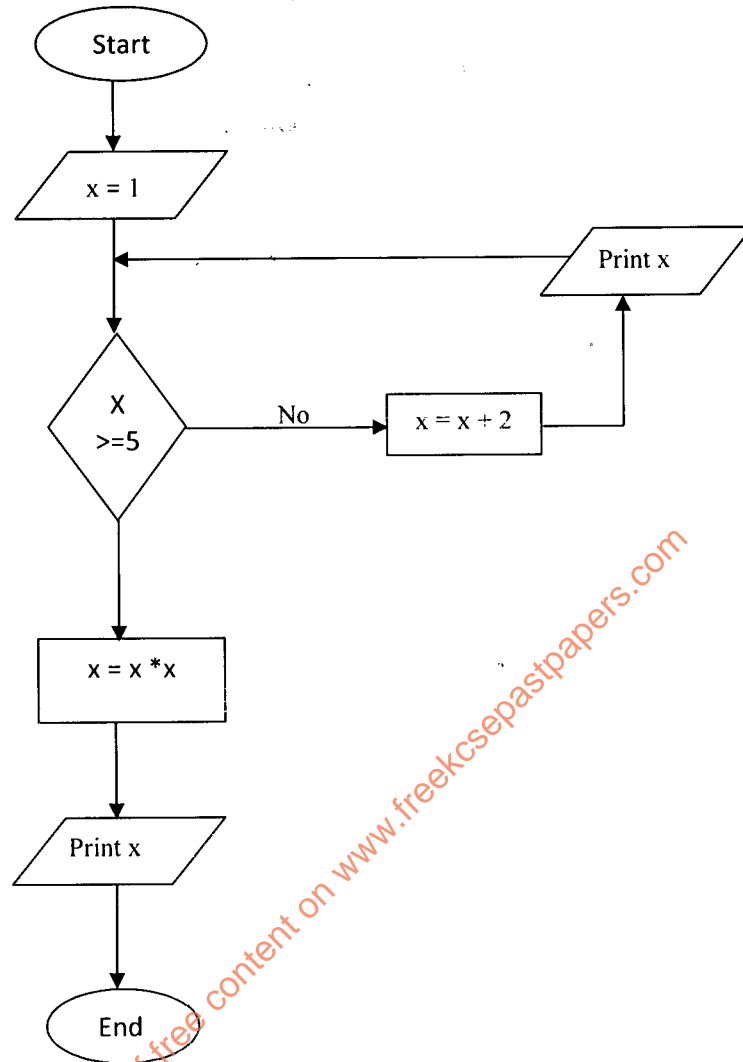 Start
x = 1
Print x
X
>=5
No
x = x + 2
x = x *x
Print x
End
free content on www.freekcsepastpapers.com